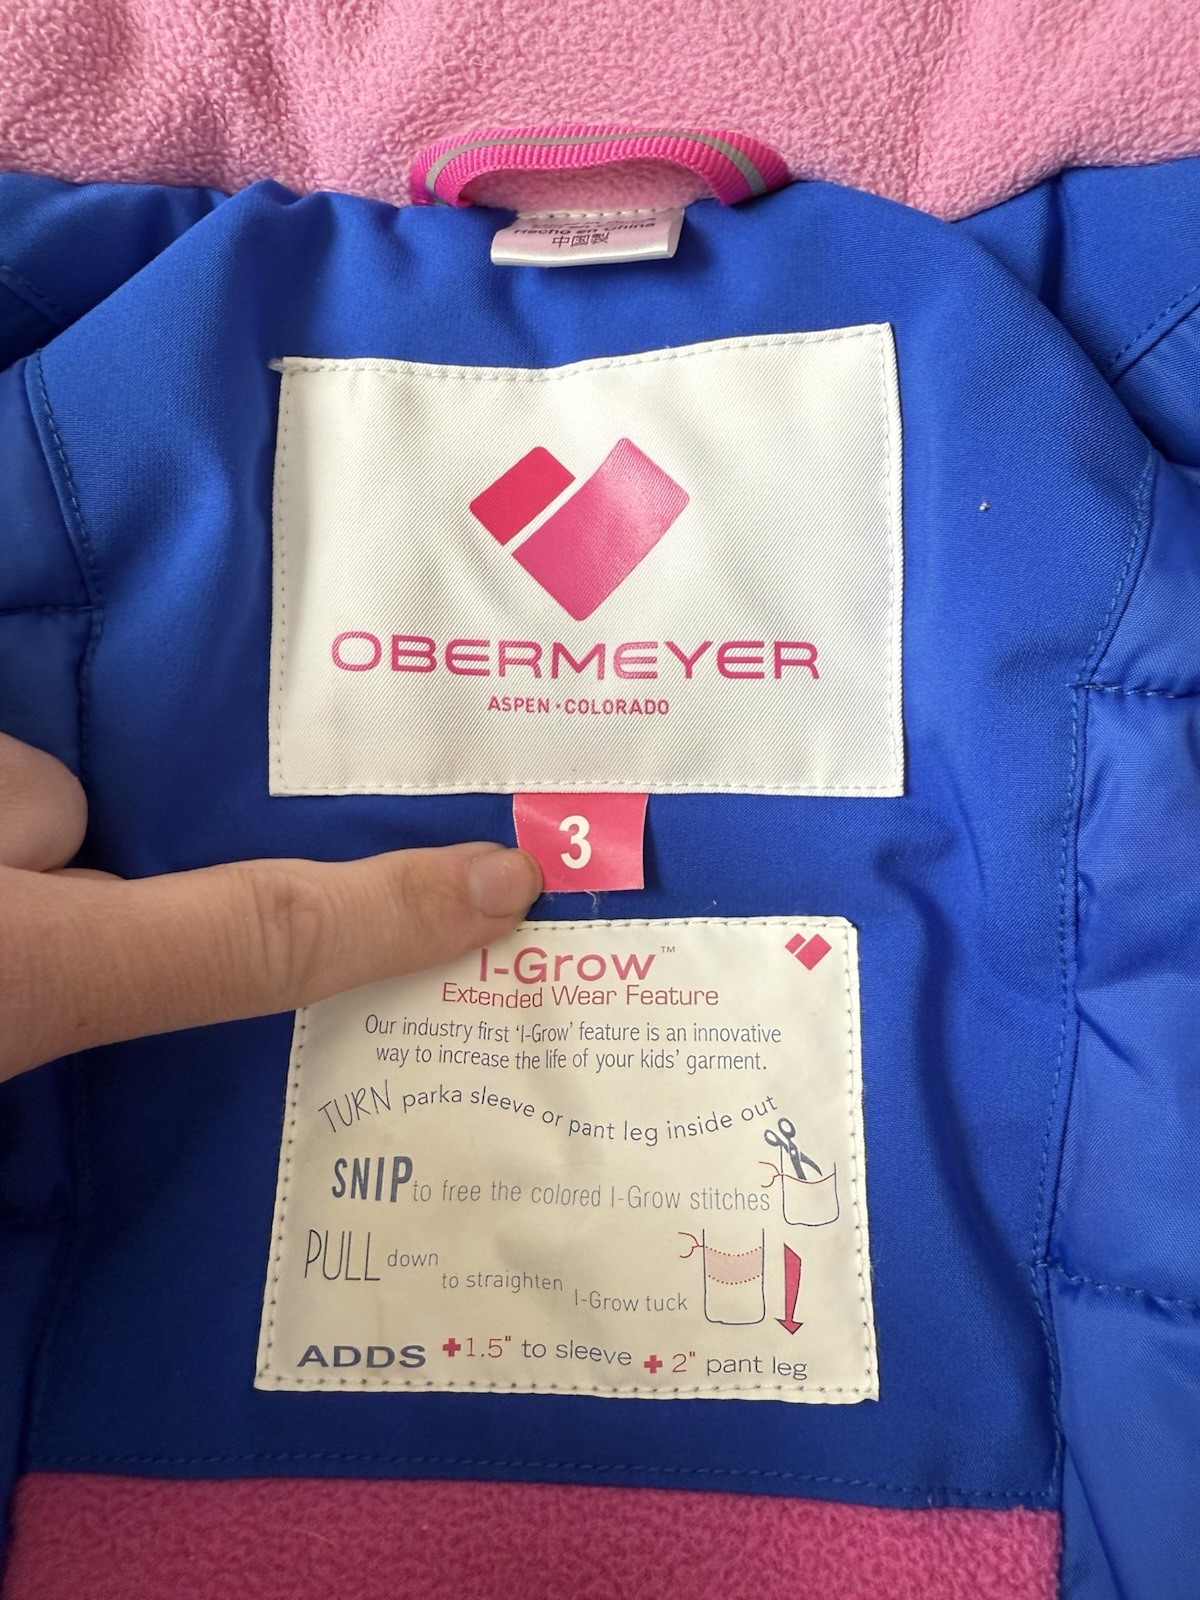 Hecho en China
中国制
OBERMEYER
ASPEN • COLORADO
3
I-Grow™
Extended Wear Feature
Our industry first 'I-Grow' feature is an innovative
way to increase the life of your kids' garment.
TURN parka sleeve or pant leg inside out
SNIP to free the colored I-Grow stitches
PULL down to straighten I-Grow tuck
ADDS +1.5" to sleeve + 2" pant leg